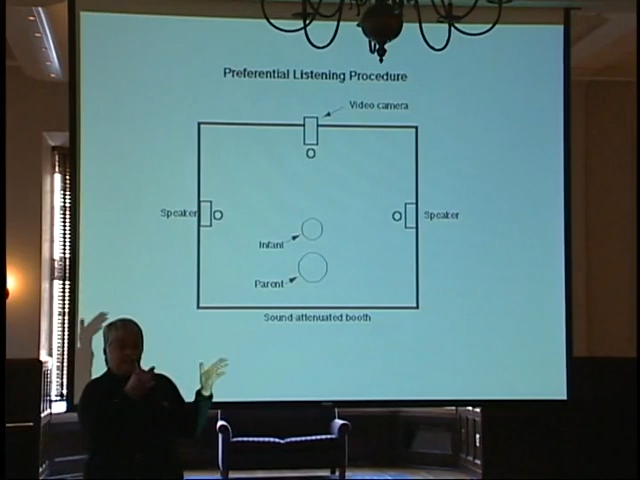 Preferential Listening Procedure
Video camera
O
Speaker O
O Speaker
Infant
Parent
Sound attenuated booth